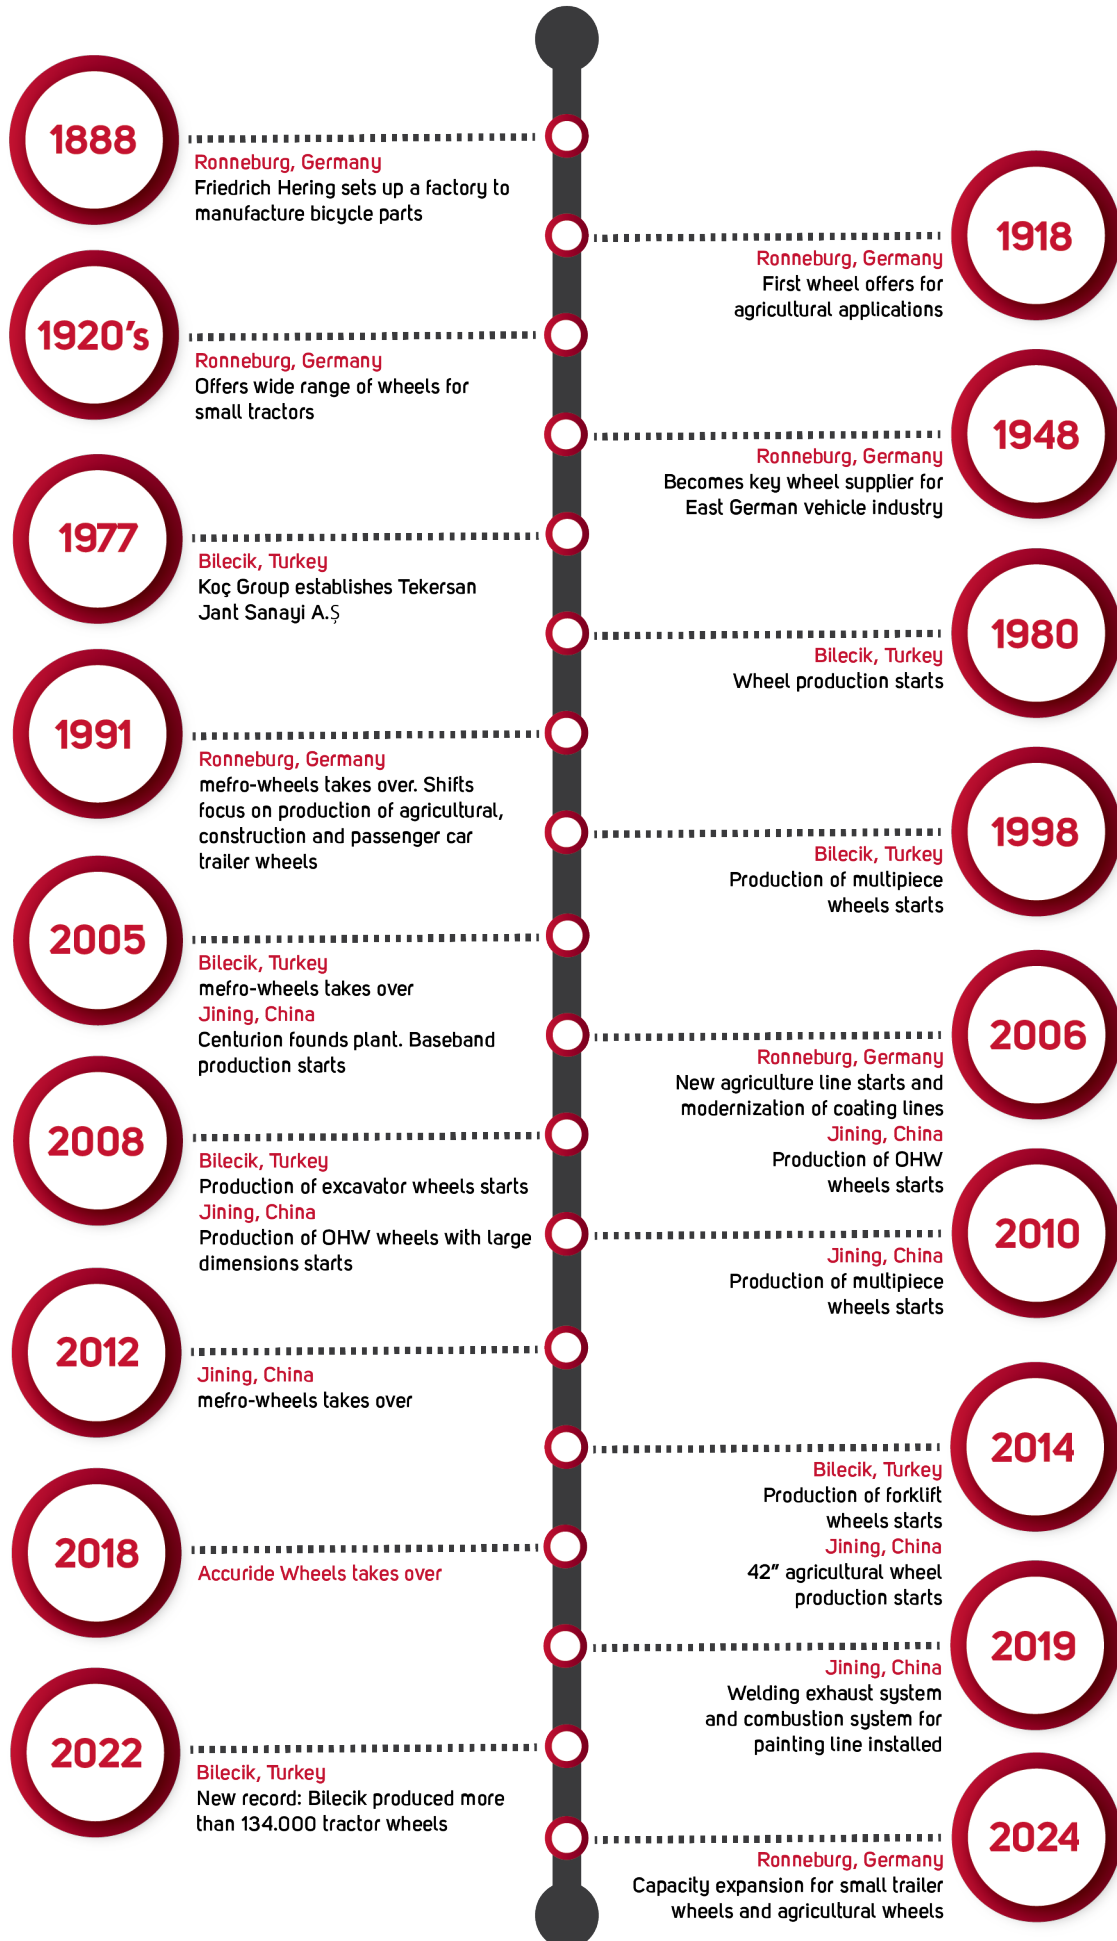 1888
Ronneburg, Germany
Friedrich Hering sets up a factory to
manufacture bicycle parts
1918
Ronneburg, Germany
First wheel offers for
agricultural applications
1920's
Ronneburg, Germany
Offers wide range of wheels for
small tractors
1948
Ronneburg, Germany
Becomes key wheel supplier for
East German vehicle industry
1977
Bilecik, Turkey
Koç Group establishes Tekersan
Jant Sanayi A.Ş
1980
Bilecik, Turkey
Wheel production starts
1991
Ronneburg, Germany
mefro-wheels takes over. Shifts
focus on production of agricultural,
construction and passenger car
trailer wheels
1998
Bilecik, Turkey
Production of multipiece
wheels starts
2005
Bilecik, Turkey
mefro-wheels takes over
Jining, China
Centurion founds plant. Baseband
production starts
2006
Ronneburg, Germany
New agriculture line starts and
modernization of coating lines
Jining, China
Production of OHW
wheels starts
2008
Bilecik, Turkey
Production of excavator wheels starts
Jining, China
Production of OHW wheels with large
dimensions starts
2010
Jining, China
Production of multipiece
wheels starts
2012
Jining, China
mefro-wheels takes over
2014
Bilecik, Turkey
Production of forklift
wheels starts
Jining, China
42" agricultural wheel
production starts
2018
Accuride Wheels takes over
2019
Jining, China
Welding exhaust system
and combustion system for
painting line installed
2022
Bilecik, Turkey
New record: Bilecik produced more
than 134.000 tractor wheels
2024
Ronneburg, Germany
Capacity expansion for small trailer
wheels and agricultural wheels